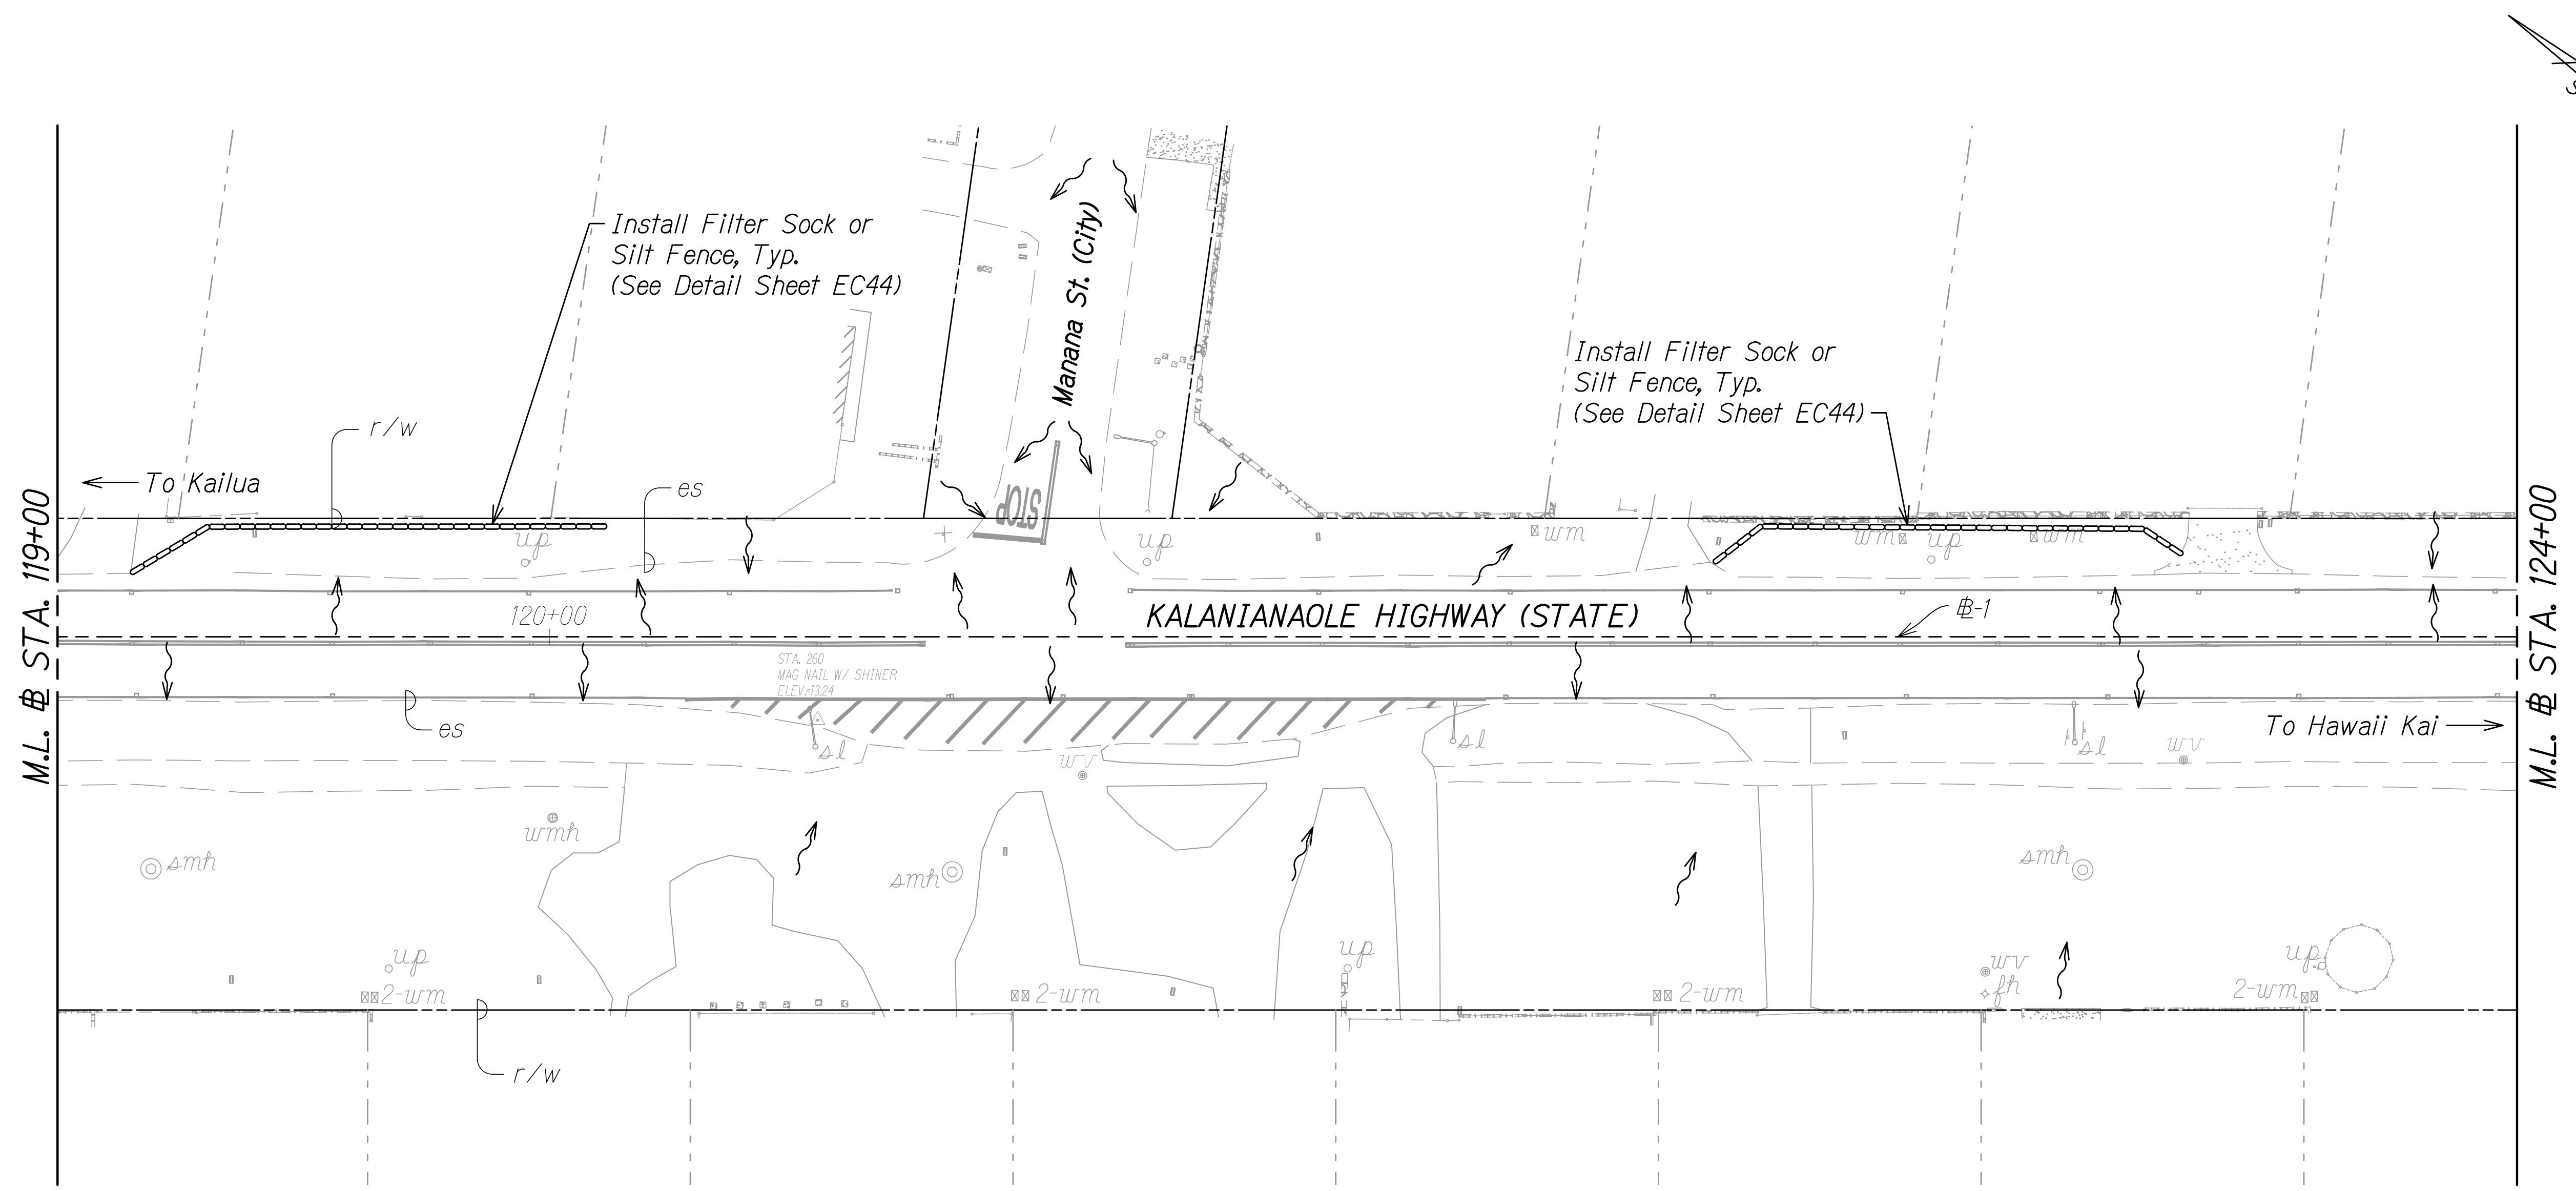 Install Filter Sock or
Silt Fence, Typ.
(See Detail Sheet EC44)
Manana St. (City)
Install Filter Sock or
Silt Fence, Typ.
(See Detail Sheet EC44)
r/w
To Kailua
es
STOP
up
up
wm
wm
up
wm
M.L. BL STA. 119+00
M.L. BL STA. 124+00
120+00
KALANIANAOLE HIGHWAY (STATE)
BL-1
STA. 260
MAG NAIL W/ SHINER
ELEV.=13.24
es
sl
wv
sl
sl
wv
To Hawaii Kai
wmh
smh
smh
smh
up
2-wm
2-wm
up
2-wm
wv
fh
up
2-wm
r/w